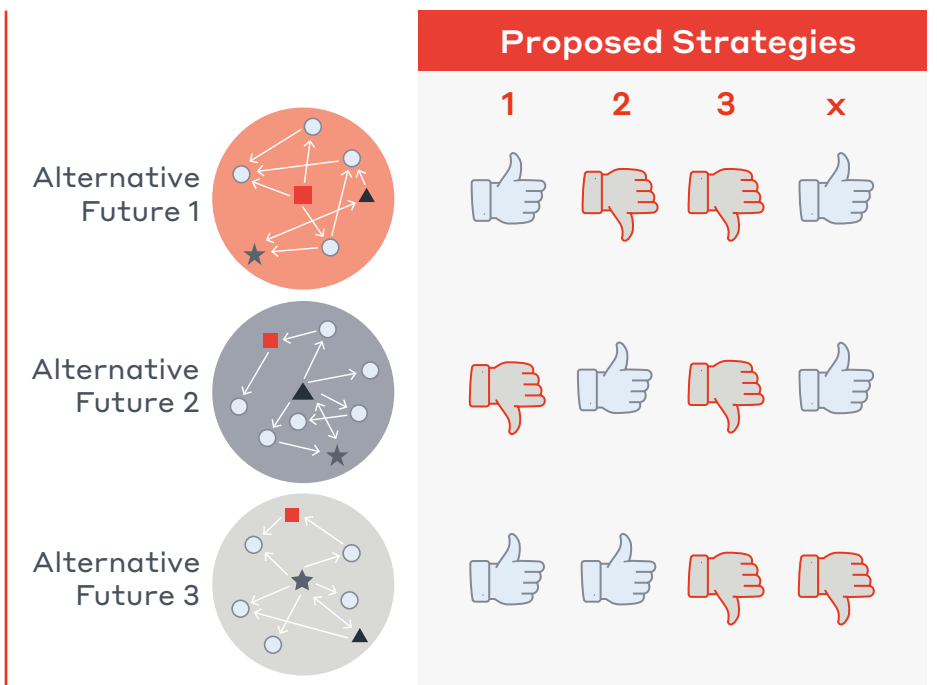 Proposed Strategies
1 2 3 x
Alternative
Future 1
Alternative
Future 2
Alternative
Future 3